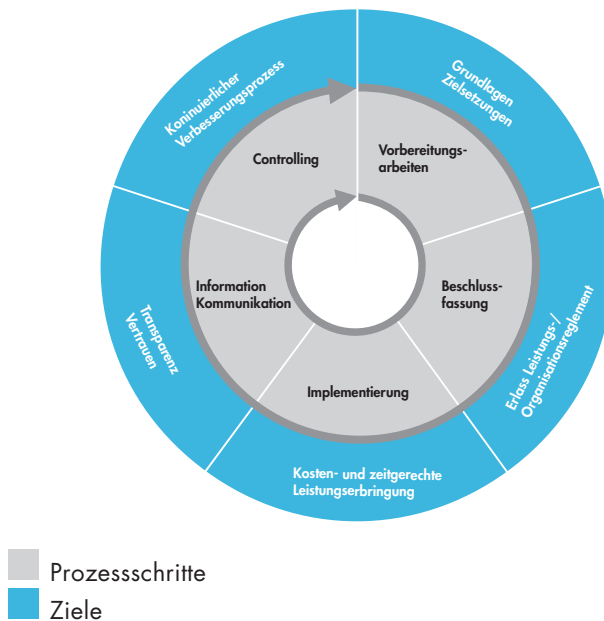 Koninuierlicher
Verbesserungsprozess
Grundlagen
Zielsetzungen
Controlling
Vorbereitungs-
arbeiten
Information
Kommunikation
Beschluss-
fassung
Implementierung
Transparenz
Vertrauen
Erlass Leistungs-/
Organisationsreglement
Kosten- und zeitgerechte
Leistungserbringung
Prozessschritte
Ziele